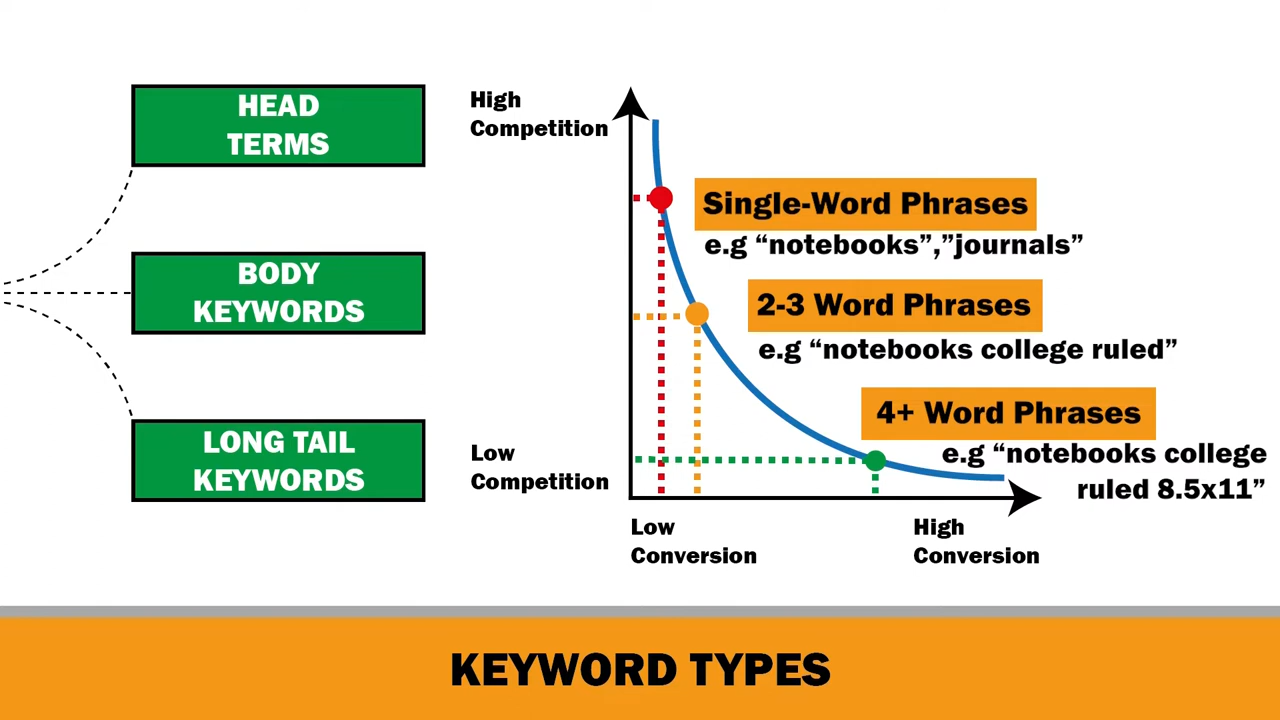 HEAD
TERMS
BODY
KEYWORDS
LONG TAIL
KEYWORDS
High
Competition
Single-Word Phrases
e.g “notebooks”,”journals”
2-3 Word Phrases
e.g “notebooks college ruled”
4+ Word Phrases
e.g “notebooks college
ruled 8.5x11”
Low
Competition
Low
Conversion
High
Conversion
KEYWORD TYPES